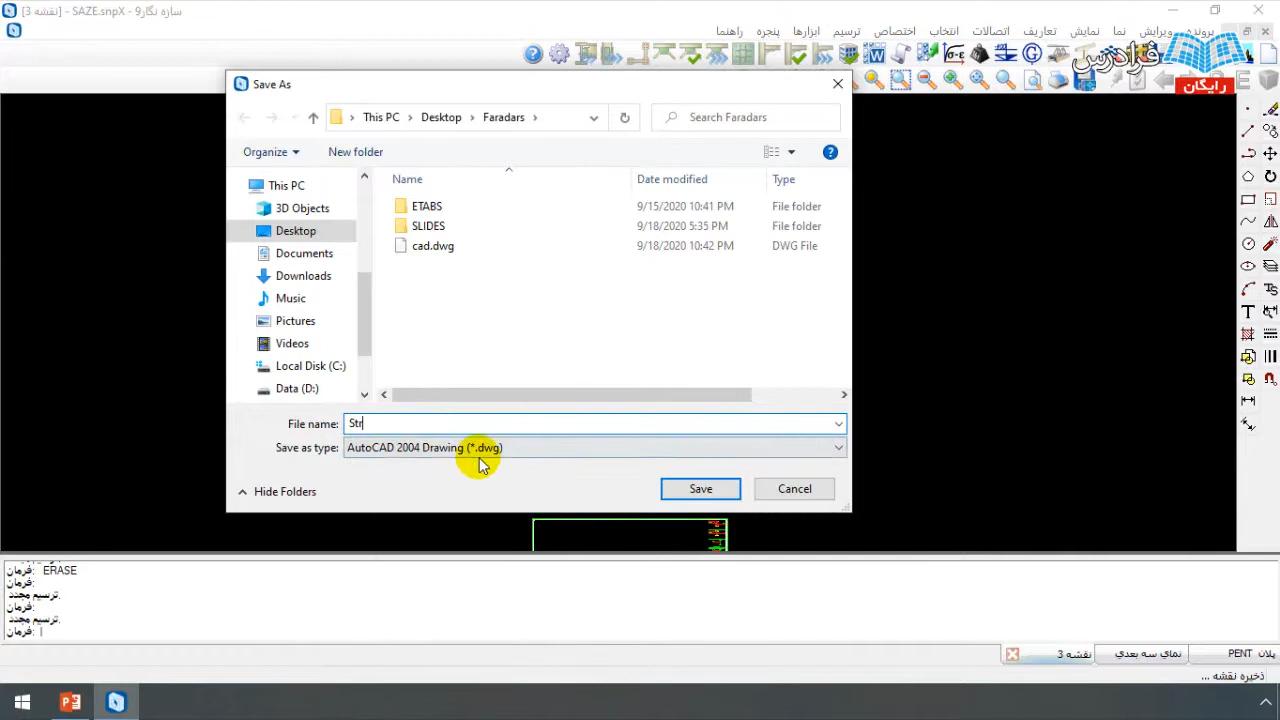 سازه نگار9 - SAZE.snpX - [نقشه 3]
پرونده ویرایش نما نمایش تعاریف اتصالات انتخاب اختصاص ترسیم ابزارها پنجره راهنما
فرادرس
رایگان
Save As
This PC > Desktop > Faradars >
Search Faradars
Organize
New folder
Name Date modified Type
This PC
3D Objects
Desktop
Documents
Downloads
Music
Pictures
Videos
Local Disk (C:)
Data (D:)
ETABS 9/15/2020 10:41 PM File folder
SLIDES 9/18/2020 5:35 PM File folder
cad.dwg 9/18/2020 10:42 PM DWG File
File name: Str
Save as type: AutoCAD 2004 Drawing (*.dwg)
Hide Folders
Save
Cancel
فرمان: ERASE
فرمان:
ترسیم مجدد.
فرمان:
ترسیم مجدد.
فرمان:
پلان PENT
نمای سه بعدی
نقشه 3
ذخیره نقشه ...